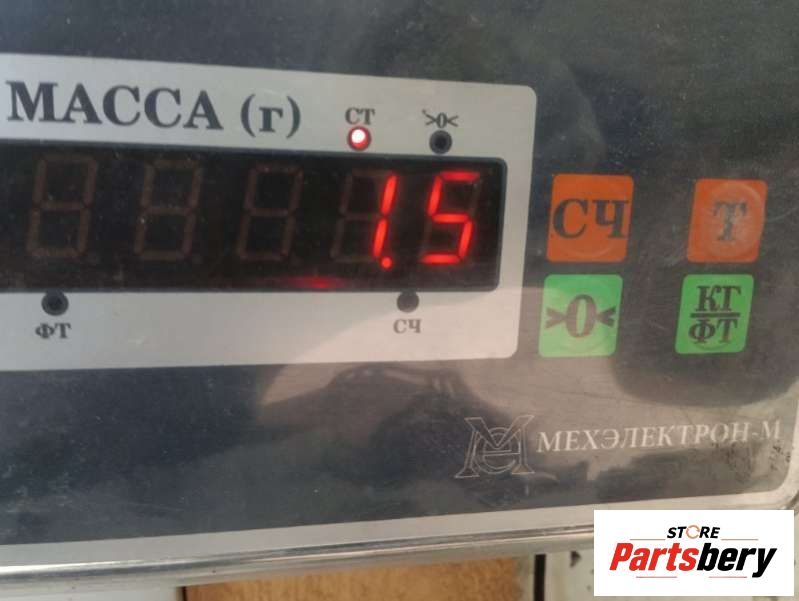 МАССА (г)
СТ
>0<
1.5
ФТ
СЧ
СЧ
Т
>0<
КГ
ФТ
МЕХЭЛЕКТРОН-М
STORE
Partsbery